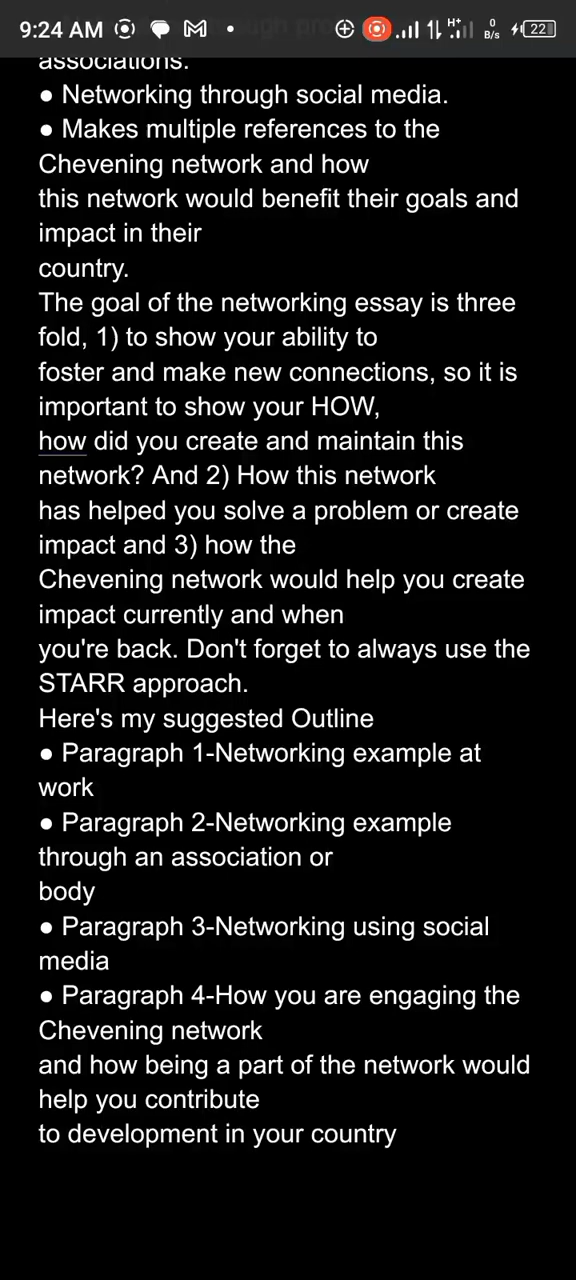 9:24 AM
H+
0
B/s
22
associations.
● Networking through social media.
● Makes multiple references to the
Chevening network and how
this network would benefit their goals and
impact in their
country.
The goal of the networking essay is three
fold, 1) to show your ability to
foster and make new connections, so it is
important to show your HOW,
how did you create and maintain this
network? And 2) How this network
has helped you solve a problem or create
impact and 3) how the
Chevening network would help you create
impact currently and when
you're back. Don't forget to always use the
STARR approach.
Here's my suggested Outline
● Paragraph 1-Networking example at
work
● Paragraph 2-Networking example
through an association or
body
● Paragraph 3-Networking using social
media
● Paragraph 4-How you are engaging the
Chevening network
and how being a part of the network would
help you contribute
to development in your country